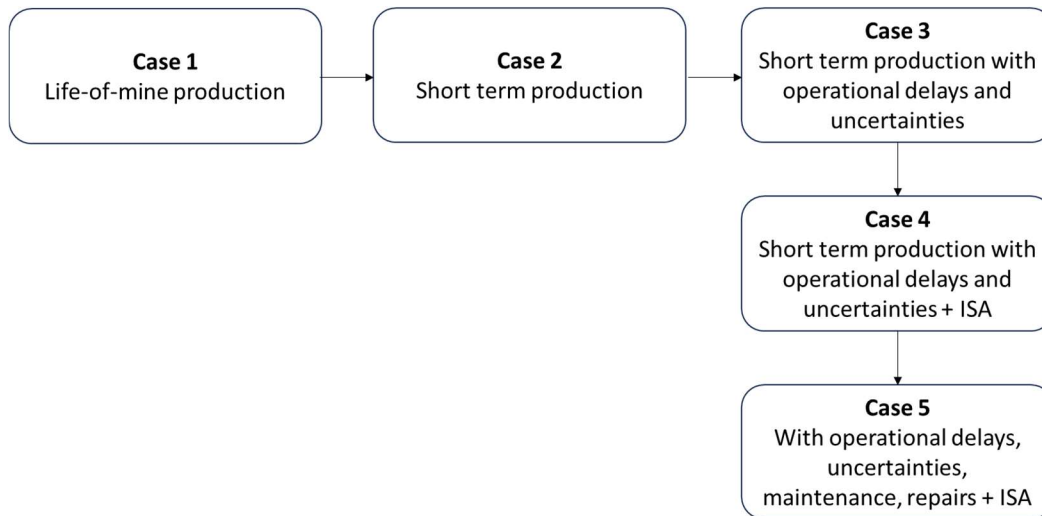 Case 1
Life-of-mine production
Case 2
Short term production
Case 3
Short term production with
operational delays and
uncertainties
Case 4
Short term production with
operational delays and
uncertainties + ISA
Case 5
With operational delays,
uncertainties,
maintenance, repairs + ISA